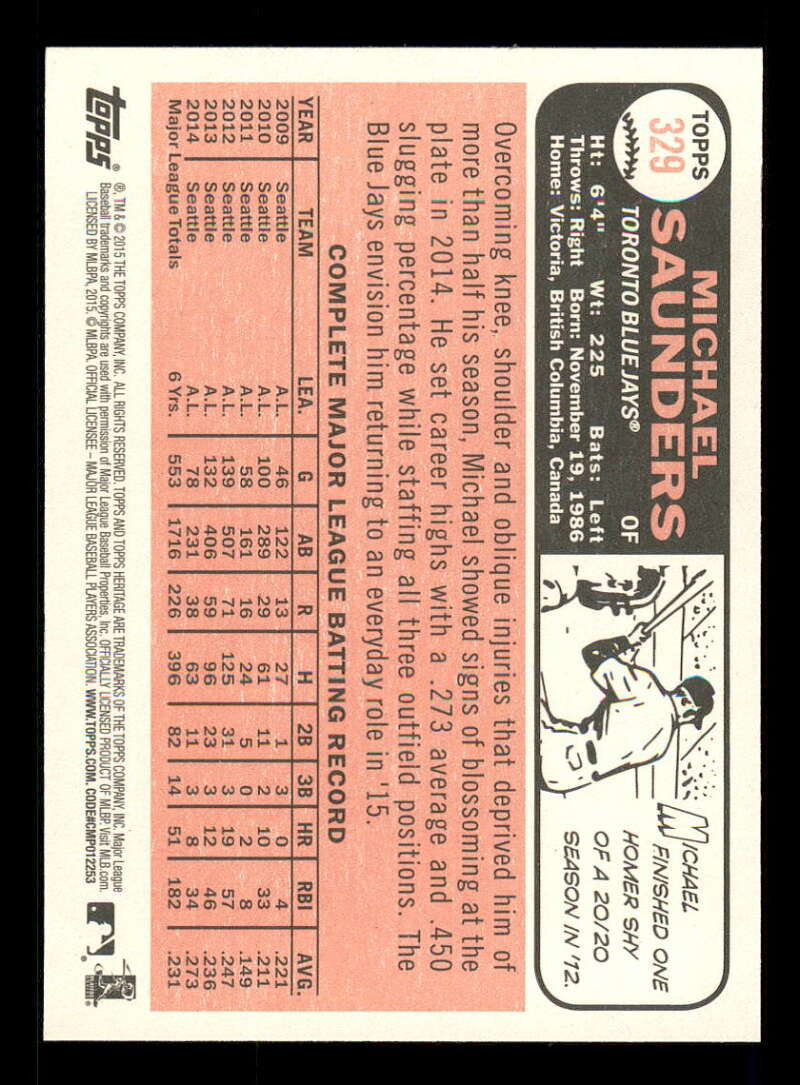 TOPPS
329
MICHAEL
SAUNDERS
TORONTO BLUE JAYS® OF
Ht: 6'4" Wt: 225 Bats: Left
Throws: Right Born: November 19, 1986
Home: Victoria, British Columbia, Canada
MICHAEL
FINISHED ONE
HOMER SHY
OF A 20/20
SEASON IN '12.
Overcoming knee, shoulder and oblique injuries that deprived him of
more than half his season, Michael showed signs of blossoming at the
plate in 2014. He set career highs with a .273 average and .450
slugging percentage while staffing all three outfield positions. The
Blue Jays envision him returning to an everyday role in '15.
COMPLETE MAJOR LEAGUE BATTING RECORD
YEAR TEAM LEA. G AB R H 2B 3B HR RBI AVG.
2009 Seattle A.L. 46 122 13 27 1 3 0 4 .221
2010 Seattle A.L. 100 289 29 61 11 2 10 33 .211
2011 Seattle A.L. 58 161 16 24 5 0 2 8 .149
2012 Seattle A.L. 139 507 71 125 31 3 19 57 .247
2013 Seattle A.L. 132 406 59 96 23 3 12 46 .236
2014 Seattle A.L. 78 231 38 63 11 3 8 34 .273
Major League Totals 6 Yrs. 553 1716 226 396 82 14 51 182 .231
topps®
®, TM & © 2015 THE TOPPS COMPANY, INC. ALL RIGHTS RESERVED. TOPPS AND TOPPS HERITAGE ARE TRADEMARKS OF THE TOPPS COMPANY, INC. Major League
Baseball trademarks and copyrights are used with permission of Major League Baseball Properties, Inc. OFFICIALLY LICENSED PRODUCT OF MLBP. Visit MLB.com.
LICENSED BY MLBPA, 2015. © MLBPA. OFFICIAL LICENSEE – MAJOR LEAGUE BASEBALL PLAYERS ASSOCIATION. WWW.TOPPS.COM. CODE#CMP012253